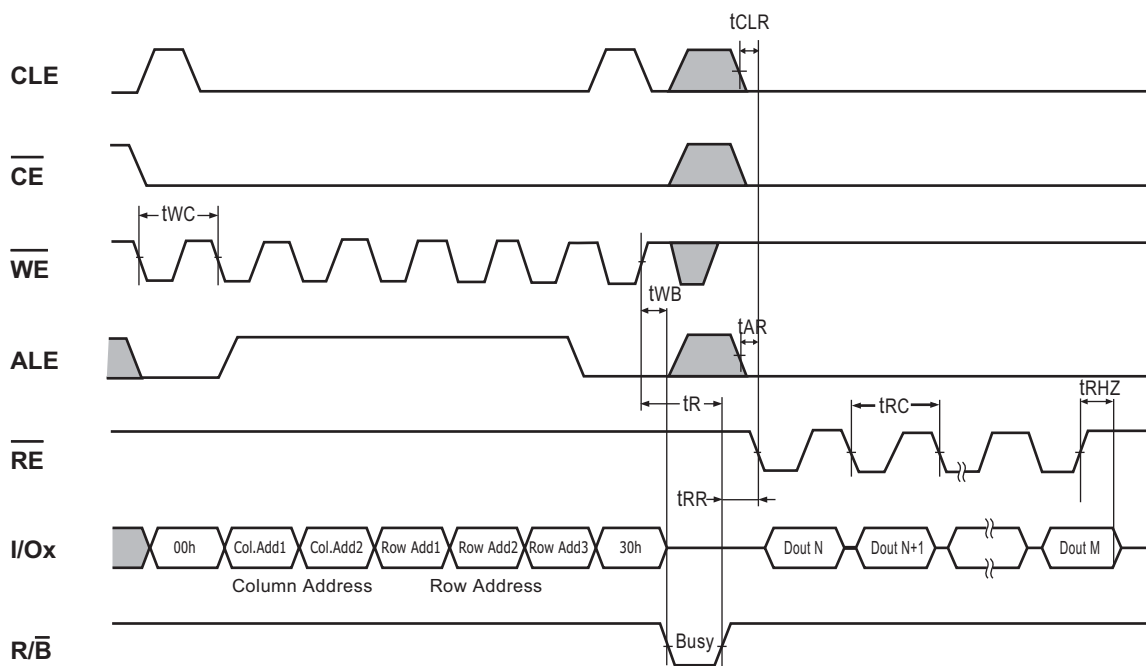 tCLR
CLE
CE
tWC
WE
tWB
tAR
ALE
tR
tRC
tRHZ
RE
tRR
I/Ox
00h Col.Add1 Col.Add2 Row Add1 Row Add2 Row Add3 30h Dout N Dout N+1 Dout M
Column Address Row Address
Busy
R/B